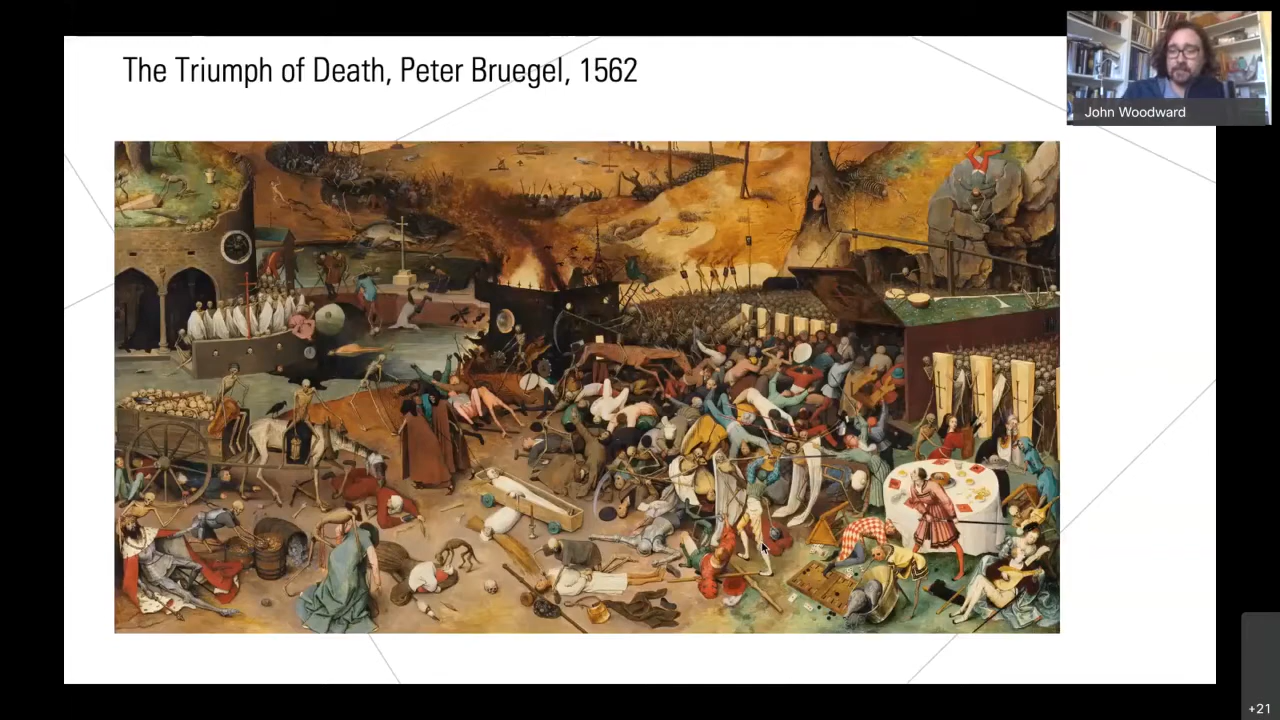 The Triumph of Death, Peter Bruegel, 1562
John Woodward
+21